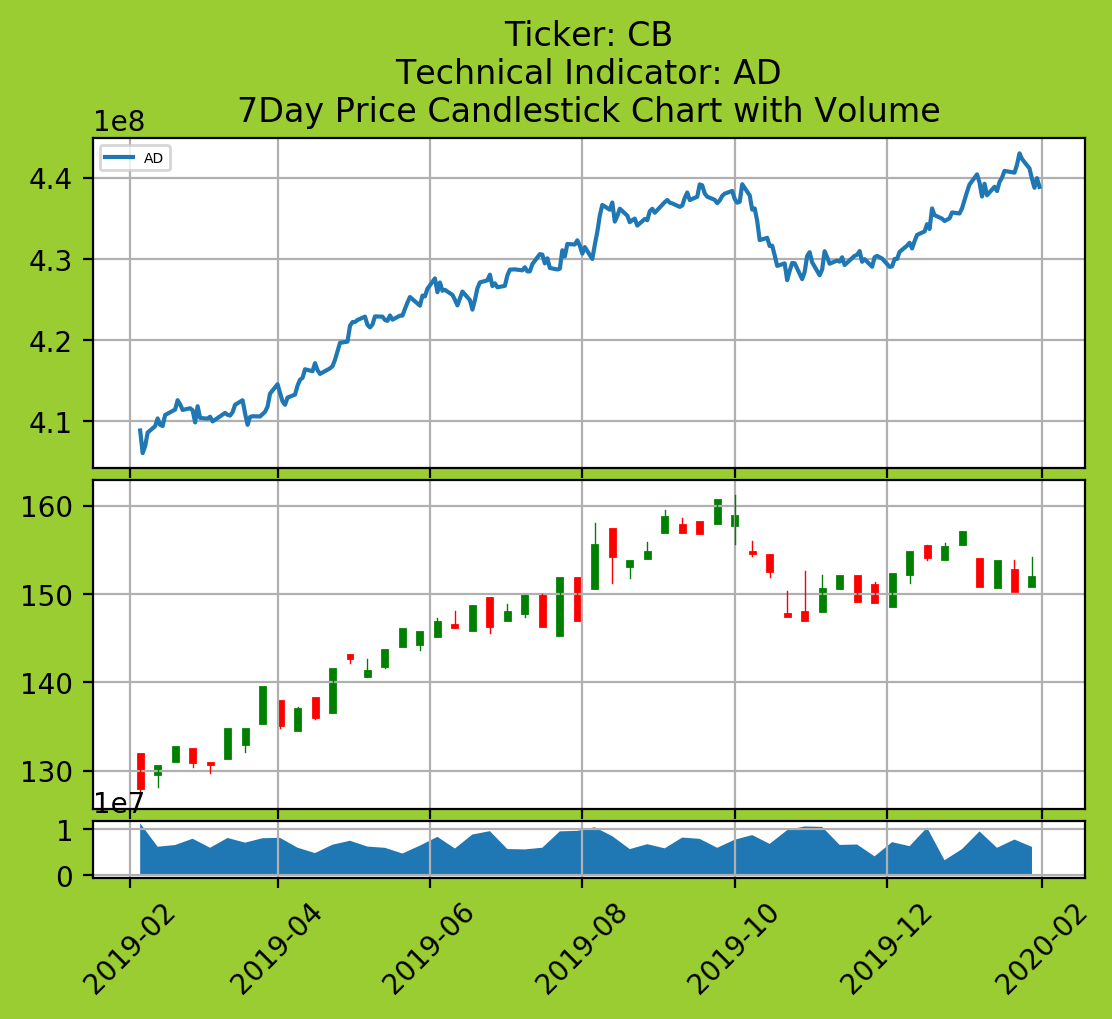 Ticker: CB
Technical Indicator: AD
7Day Price Candlestick Chart with Volume
1e8
AD
4.4
4.3
4.2
4.1
160
150
140
130
1e7
1
0
2019-02
2019-04
2019-06
2019-08
2019-10
2019-12
2020-02